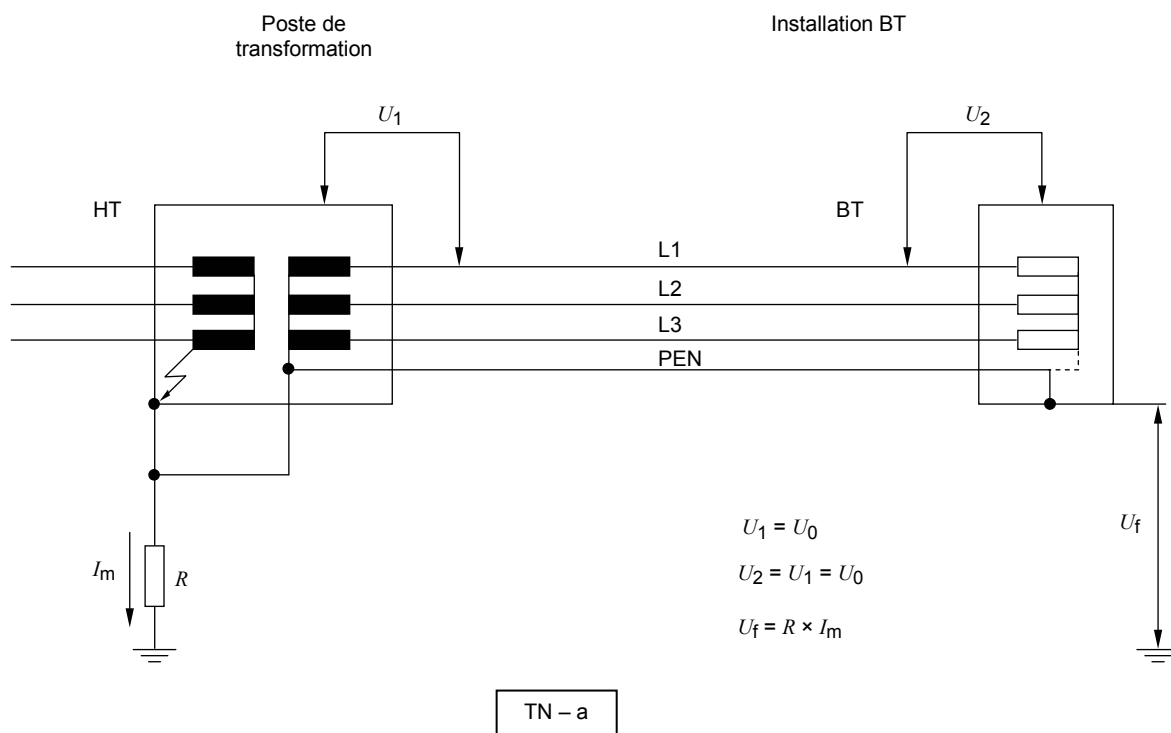 Poste de
transformation
Installation BT
U1
U2
HT
BT
L1
L2
L3
PEN
Im
R
U1 = U0
U2 = U1 = U0
Uf = R × Im
Uf
TN – a